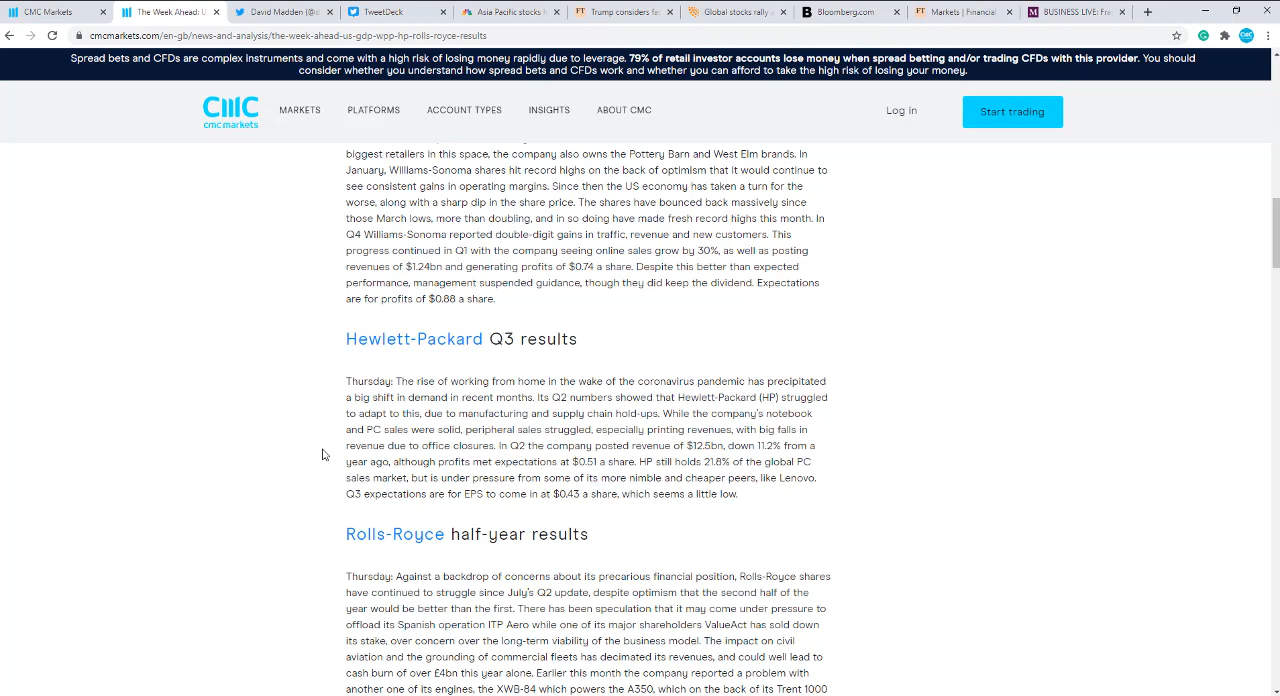 CMC Markets
The Week Ahead: U
David Madden (@
TweetDeck
Asia Pacific stocks
Trump considers fa
Global stocks rally
Bloomberg.com
Markets | Financial
BUSINESS LIVE: Fra
cmcmarkets.com/en-gb/news-and-analysis/the-week-ahead-us-gdp-wpp-hp-rolls-royce-results
Spread bets and CFDs are complex instruments and come with a high risk of losing money rapidly due to leverage. 79% of retail investor accounts lose money when spread betting and/or trading CFDs with this provider. You should
consider whether you understand how spread bets and CFDs work and whether you can afford to take the high risk of losing your money.
cmc markets
MARKETS
PLATFORMS
ACCOUNT TYPES
INSIGHTS
ABOUT CMC
Log in
Start trading
biggest retailers in this space, the company also owns the Pottery Barn and West Elm brands. In
January, Williams-Sonoma shares hit record highs on the back of optimism that it would continue to
see consistent gains in operating margins. Since then the US economy has taken a turn for the
worse, along with a sharp dip in the share price. The shares have bounced back massively since
those March lows, more than doubling, and in so doing have made fresh record highs this month. In
Q4 Williams-Sonoma reported double-digit gains in traffic, revenue and new customers. This
progress continued in Q1 with the company seeing online sales grow by 30%, as well as posting
revenues of $1.24bn and generating profits of $0.74 a share. Despite this better than expected
performance, management suspended guidance, though they did keep the dividend. Expectations
are for profits of $0.88 a share.
Hewlett-Packard Q3 results
Thursday: The rise of working from home in the wake of the coronavirus pandemic has precipitated
a big shift in demand in recent months. Its Q2 numbers showed that Hewlett-Packard (HP) struggled
to adapt to this, due to manufacturing and supply chain hold-ups. While the company's notebook
and PC sales were solid, peripheral sales struggled, especially printing revenues, with big falls in
revenue due to office closures. In Q2 the company posted revenue of $12.5bn, down 11.2% from a
year ago, although profits met expectations at $0.51 a share. HP still holds 21.8% of the global PC
sales market, but is under pressure from some of its more nimble and cheaper peers, like Lenovo.
Q3 expectations are for EPS to come in at $0.43 a share, which seems a little low.
Rolls-Royce half-year results
Thursday: Against a backdrop of concerns about its precarious financial position, Rolls-Royce shares
have continued to struggle since July's Q2 update, despite optimism that the second half of the
year would be better than the first. There has been speculation that it may come under pressure to
offload its Spanish operation ITP Aero while one of its major shareholders ValueAct has sold down
its stake, over concern over the long-term viability of the business model. The impact on civil
aviation and the grounding of commercial fleets has decimated its revenues, and could well lead to
cash burn of over £4bn this year alone. Earlier this month the company reported a problem with
another one of its engines, the XWB-84 which powers the A350, which on the back of its Trent 1000